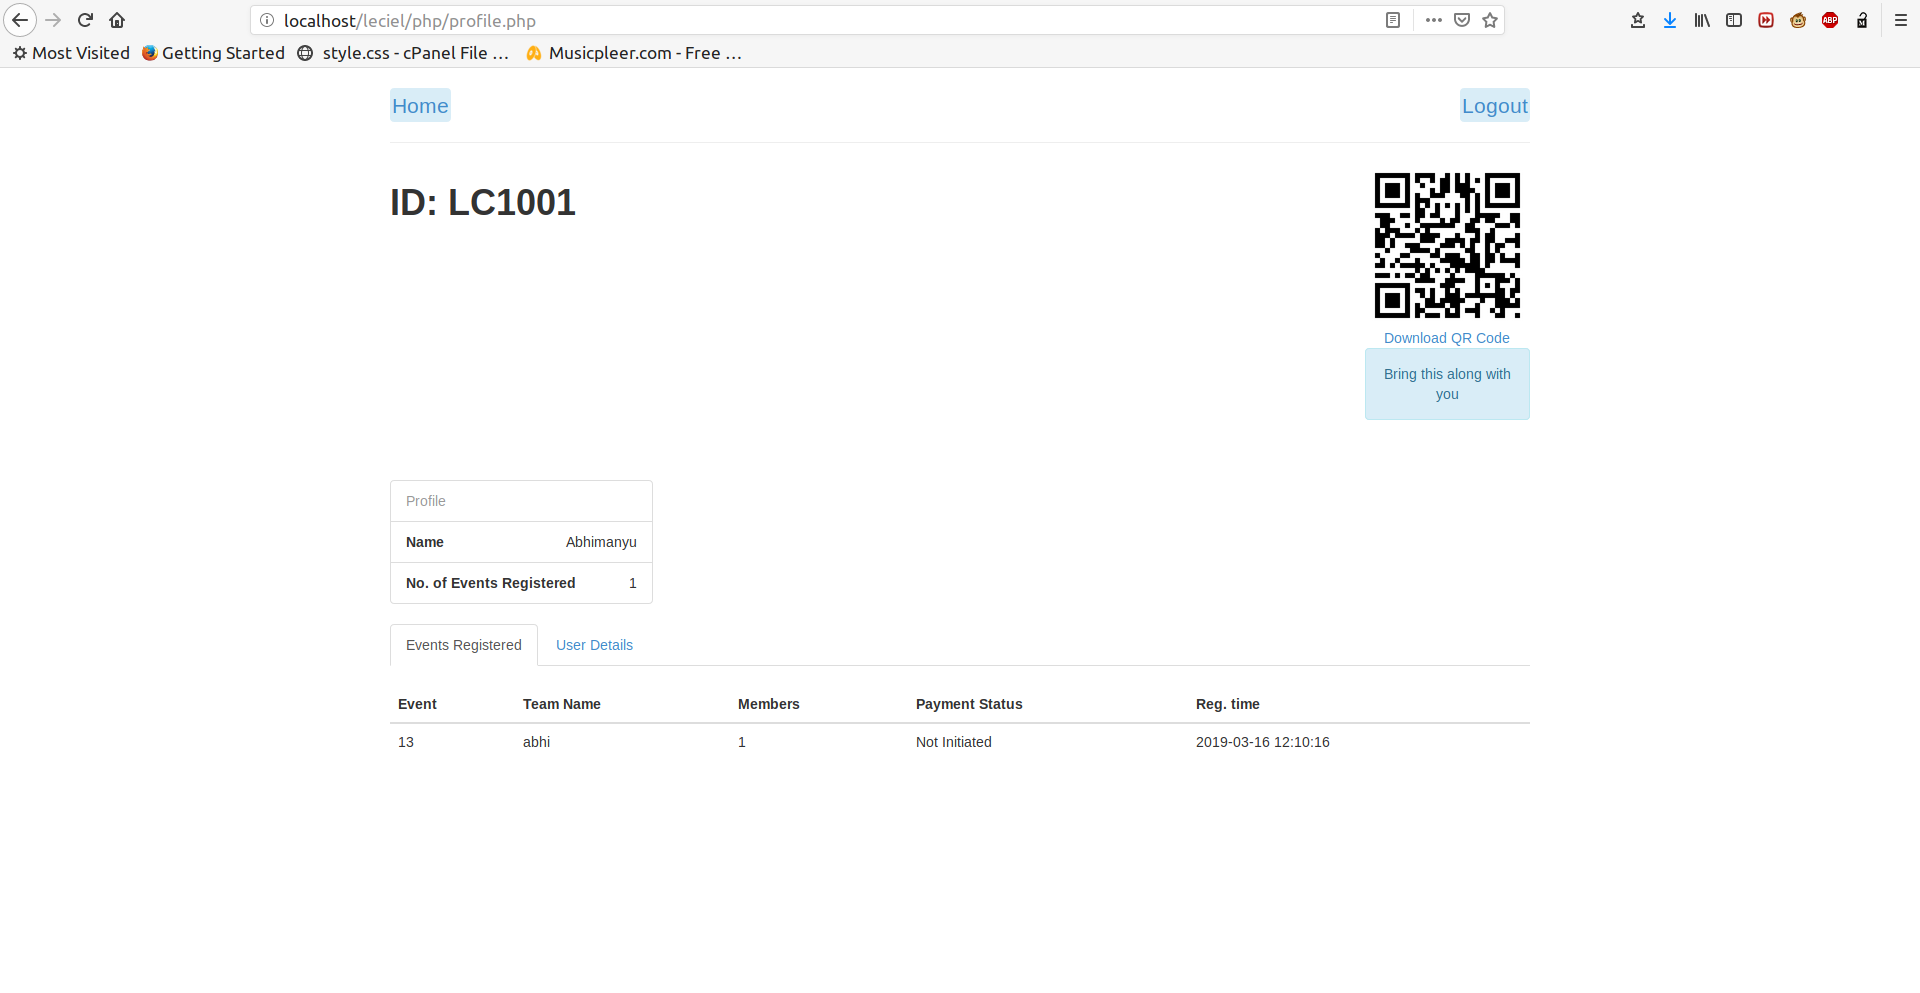 localhost/leciel/php/profile.php
Most Visited Getting Started style.css - cPanel File … Musicpleer.com - Free …
Home Logout
ID: LC1001
Download QR Code
Bring this along with
you
Profile
Name Abhimanyu
No. of Events Registered 1
Events Registered User Details
Event Team Name Members Payment Status Reg. time
13 abhi 1 Not Initiated 2019-03-16 12:10:16